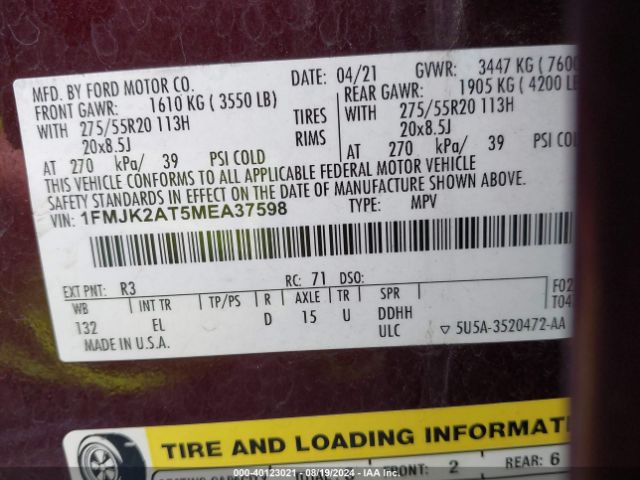 MFD. BY FORD MOTOR CO.
DATE: 04/21
GVWR: 3447 KG (7600
FRONT GAWR: 1610 KG (3550 LB)
REAR GAWR: 1905 KG (4200 LB
WITH 275/55R20 113H TIRES
275/55R20 113H
20x8.5J RIMS
20x8.5J
AT 270 kPa/ 39 PSI COLD
AT 270 kPa/ 39 PSI COLD
THIS VEHICLE CONFORMS TO ALL APPLICABLE FEDERAL MOTOR VEHICLE
SAFETY STANDARDS IN EFFECT ON THE DATE OF MANUFACTURE SHOWN ABOVE.
VIN: 1FMJK2AT5MEA37598
TYPE: MPV
EXT PNT: R3 RC: 71 DSO:
WB INT TR TP/PS R AXLE TR SPR
132 EL D 15 U DDHH
ULC
F02
T04
MADE IN U.S.A.
▽ 5U5A-3520472-AA
TIRE AND LOADING INFORMATI
FRONT: 2 REAR: 6
000-40123021 - 08/19/2024 - IAA Inc.